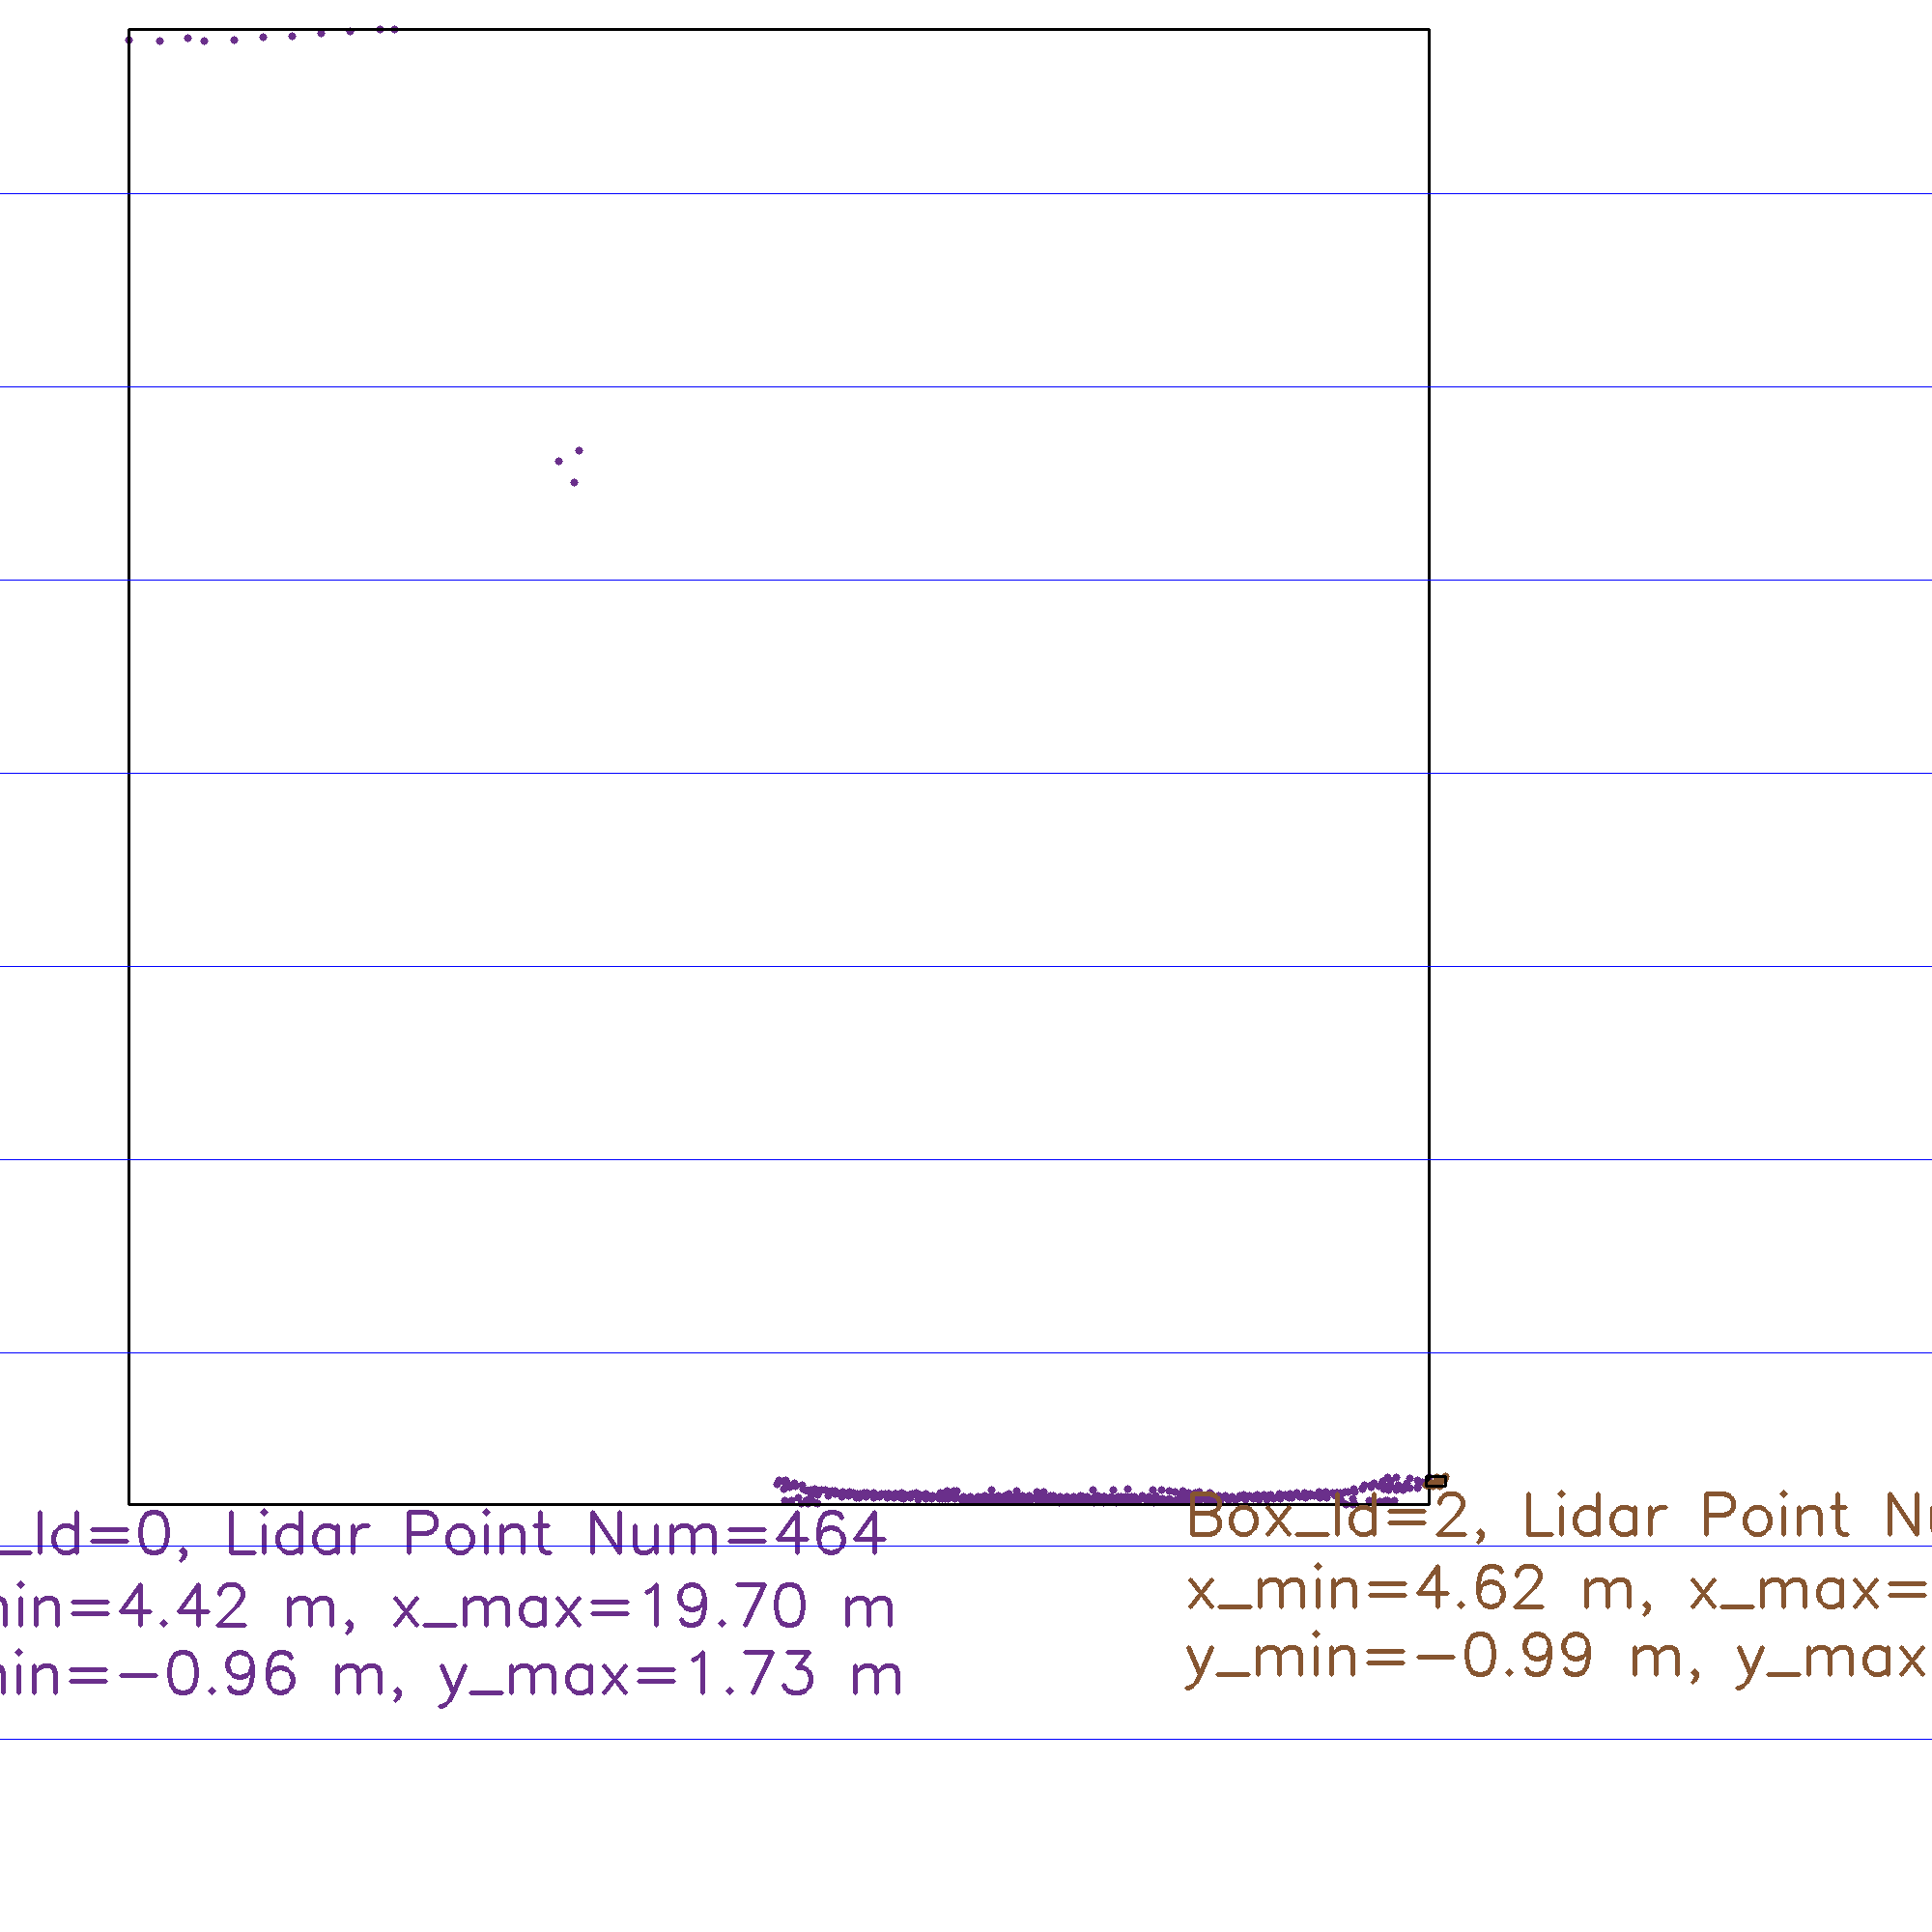 _Id=0, Lidar Point Num=464
in=4.42 m, x_max=19.70 m
in=-0.96 m, y_max=1.73 m
Box_Id=2, Lidar Point Nu
x_min=4.62 m, x_max=
y_min=-0.99 m, y_max